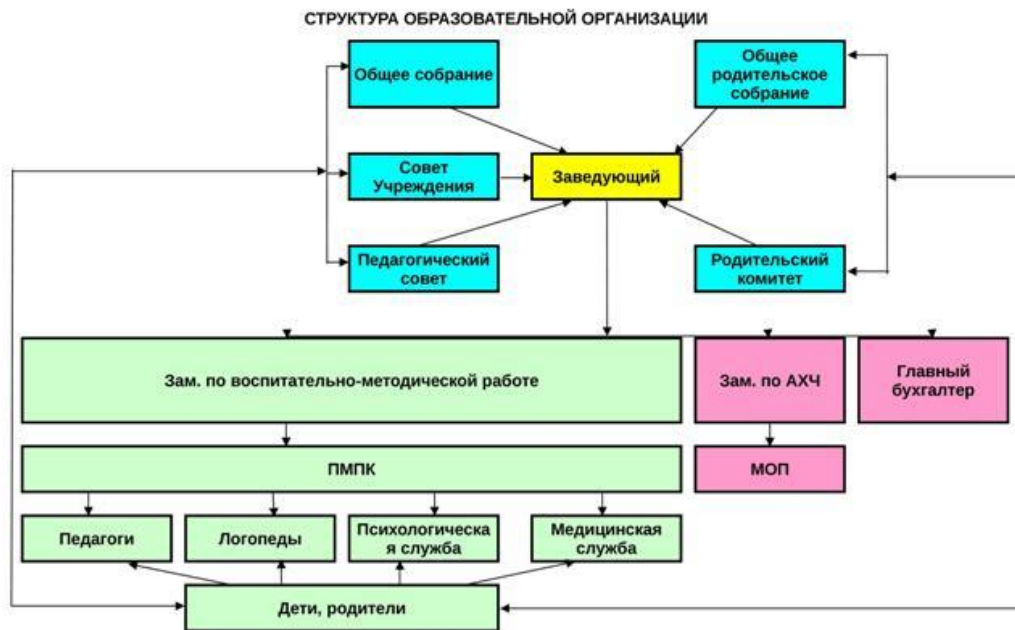 СТРУКТУРА ОБРАЗОВАТЕЛЬНОЙ ОРГАНИЗАЦИИ
Общее собрание
Общее
родительское
собрание
Совет
Учреждения
Заведующий
Педагогический
совет
Родительский
комитет
Зам. по воспитательно-методической работе
Зам. по АХЧ
Главный
бухгалтер
ПМПК
МОП
Педагоги
Логопеды
Психологическа
я служба
Медицинская
служба
Дети, родители